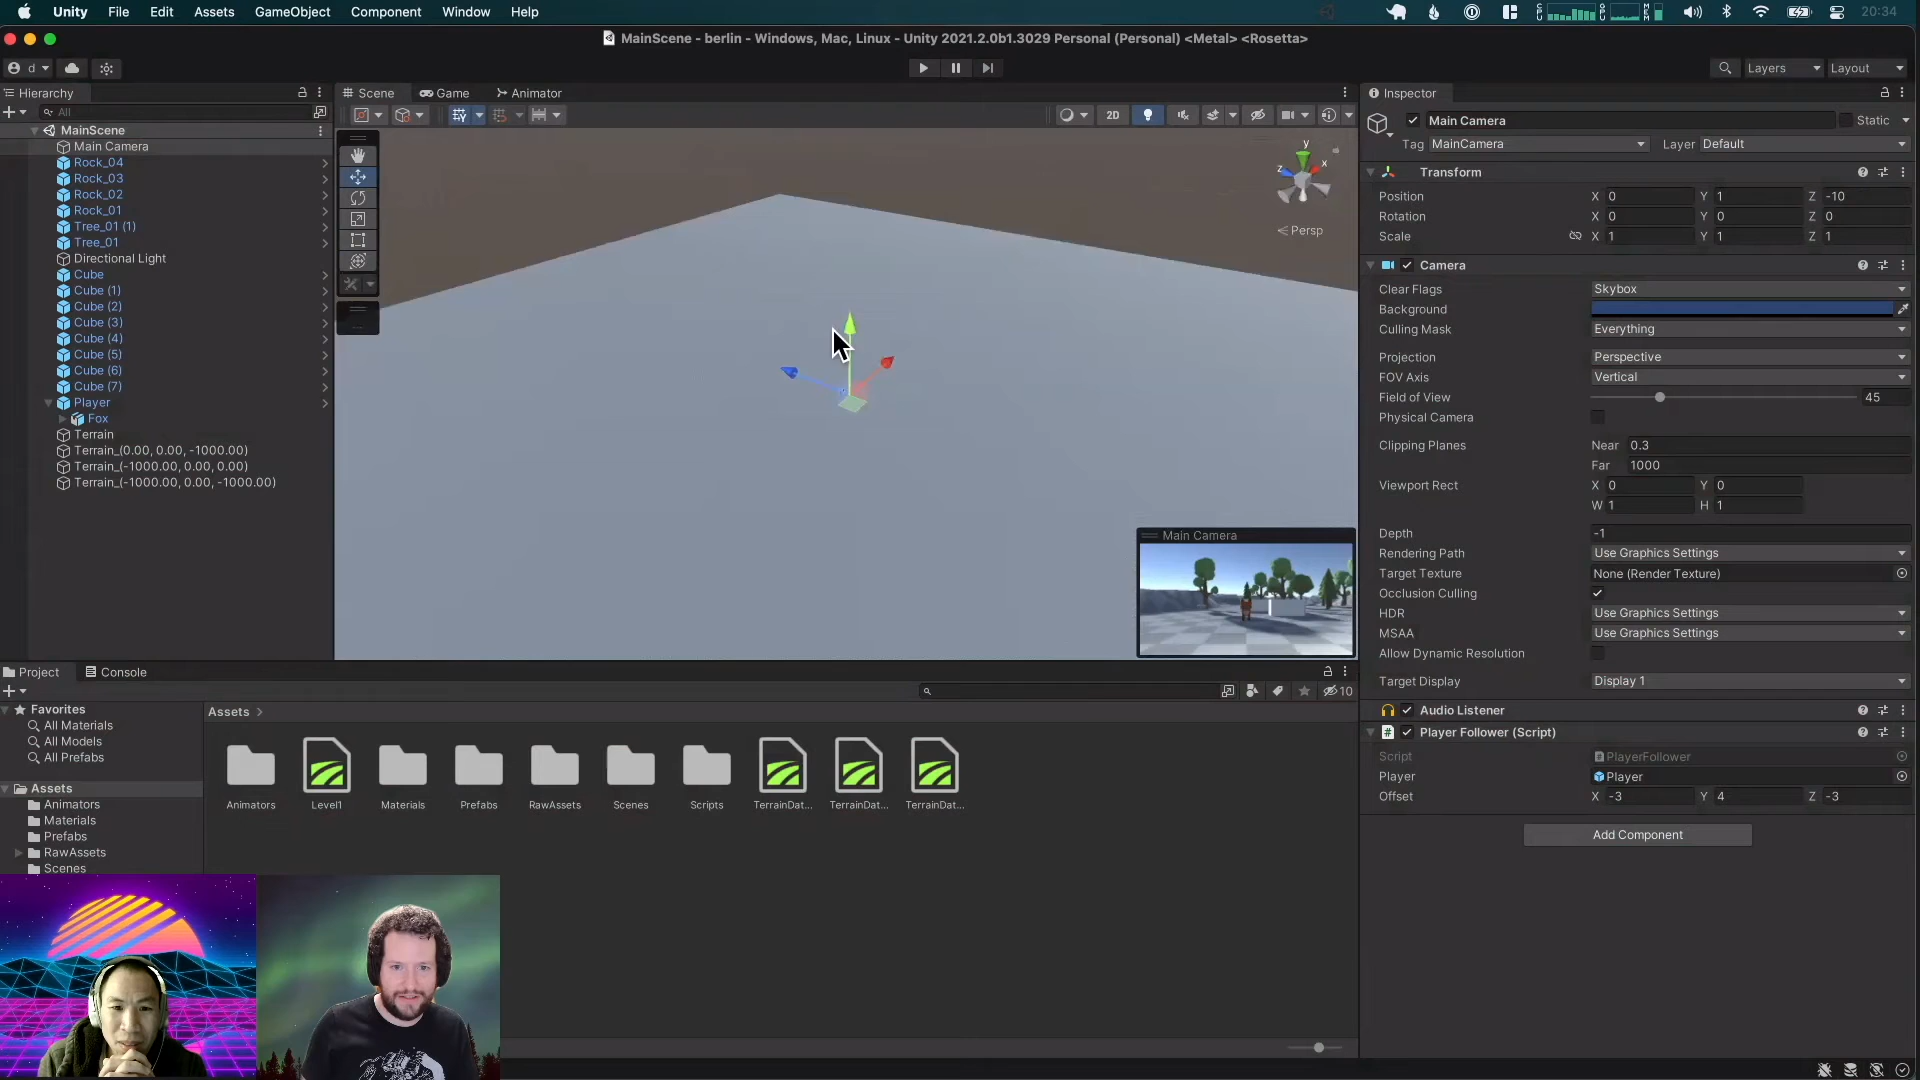 Unity File Edit Assets GameObject Component Window Help 20:34
MainScene - berlin - Windows, Mac, Linux - Unity 2021.2.0b1.3029 Personal (Personal) <Metal> <Rosetta>
d Layers Layout
Hierarchy
All
MainScene
Main Camera
Rock_04
Rock_03
Rock_02
Rock_01
Tree_01 (1)
Tree_01
Directional Light
Cube
Cube (1)
Cube (2)
Cube (3)
Cube (4)
Cube (5)
Cube (6)
Cube (7)
Player
Fox
Terrain
Terrain_(0.00, 0.00, -1000.00)
Terrain_(-1000.00, 0.00, 0.00)
Terrain_(-1000.00, 0.00, -1000.00)
Scene Game Animator
2D
y
x
z
Persp
Main Camera
Inspector
Main Camera Static
Tag MainCamera Layer Default
Transform
Position X 0 Y 1 Z -10
Rotation X 0 Y 0 Z 0
Scale X 1 Y 1 Z 1
Camera
Clear Flags Skybox
Background
Culling Mask Everything
Projection Perspective
FOV Axis Vertical
Field of View 45
Physical Camera
Clipping Planes Near 0.3
Far 1000
Viewport Rect X 0 Y 0
W 1 H 1
Depth -1
Rendering Path Use Graphics Settings
Target Texture None (Render Texture)
Occlusion Culling
HDR Use Graphics Settings
MSAA Use Graphics Settings
Allow Dynamic Resolution
Target Display Display 1
Audio Listener
Player Follower (Script)
Script PlayerFollower
Player Player
Offset X -3 Y 4 Z -3
Add Component
Project Console
10
Favorites
All Materials
All Models
All Prefabs
Assets
Animators
Materials
Prefabs
RawAssets
Scenes
Assets
Animators Level1 Materials Prefabs RawAssets Scenes Scripts TerrainDat... TerrainDat... TerrainDat...